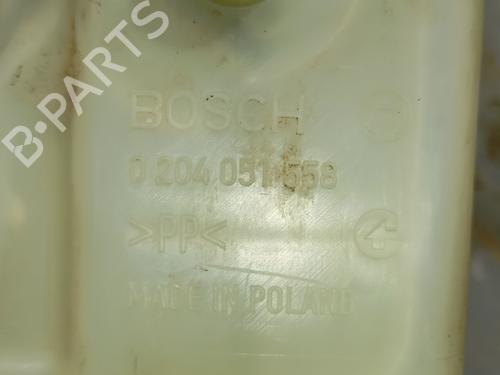 B-PARTS
BOSCH
0 204 051 558
>PP<
MADE IN POLAND